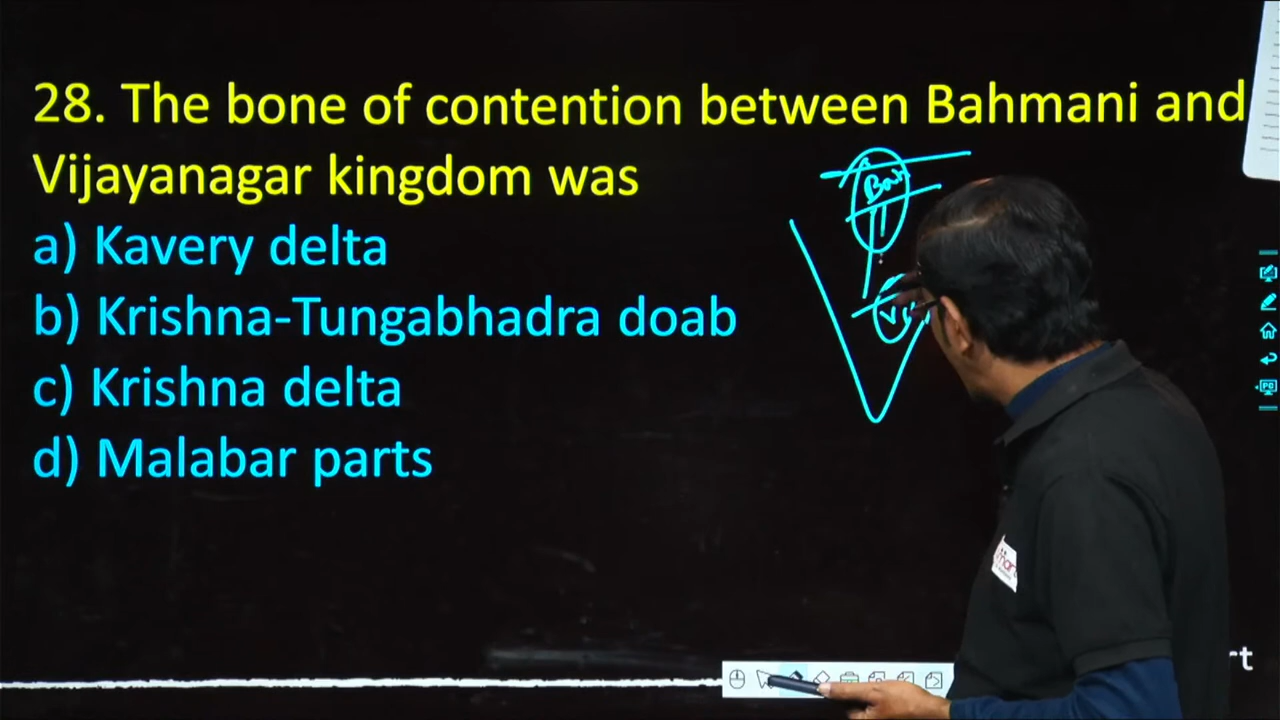 28. The bone of contention between Bahmani and
Vijayanagar kingdom was
a) Kavery delta
b) Krishna-Tungabhadra doab
c) Krishna delta
d) Malabar parts
Bah